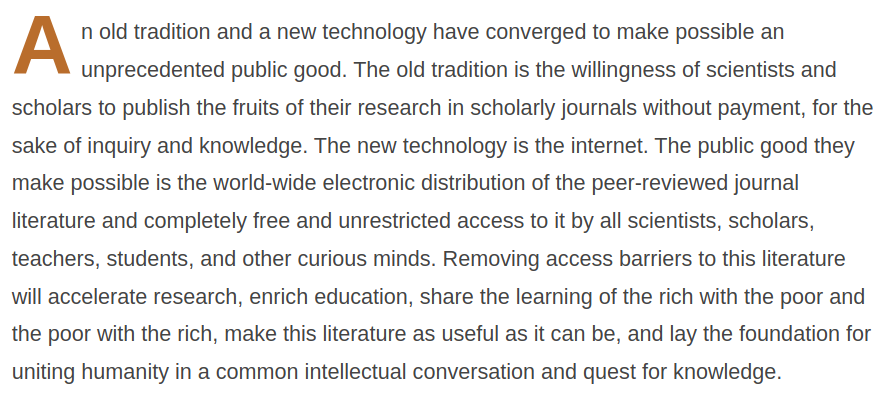 An old tradition and a new technology have converged to make possible an
unprecedented public good. The old tradition is the willingness of scientists and
scholars to publish the fruits of their research in scholarly journals without payment, for the
sake of inquiry and knowledge. The new technology is the internet. The public good they
make possible is the world-wide electronic distribution of the peer-reviewed journal
literature and completely free and unrestricted access to it by all scientists, scholars,
teachers, students, and other curious minds. Removing access barriers to this literature
will accelerate research, enrich education, share the learning of the rich with the poor and
the poor with the rich, make this literature as useful as it can be, and lay the foundation for
uniting humanity in a common intellectual conversation and quest for knowledge.